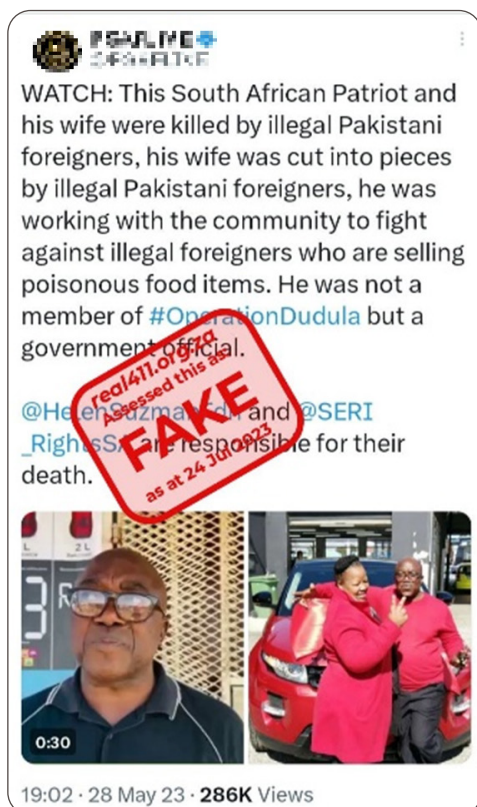 WATCH: This South African Patriot and
his wife were killed by illegal Pakistani
foreigners, his wife was cut into pieces
by illegal Pakistani foreigners, he was
working with the community to fight
against illegal foreigners who are selling
poisonous food items. He was not a
member of #OperationDudula but a
government official.
real411.org.za
Assessed this as
FAKE
as at 24 Jul 2023
and @SERI
are responsible for their
death.
2 L
3
0:30
19:02 · 28 May 23 · 286K Views